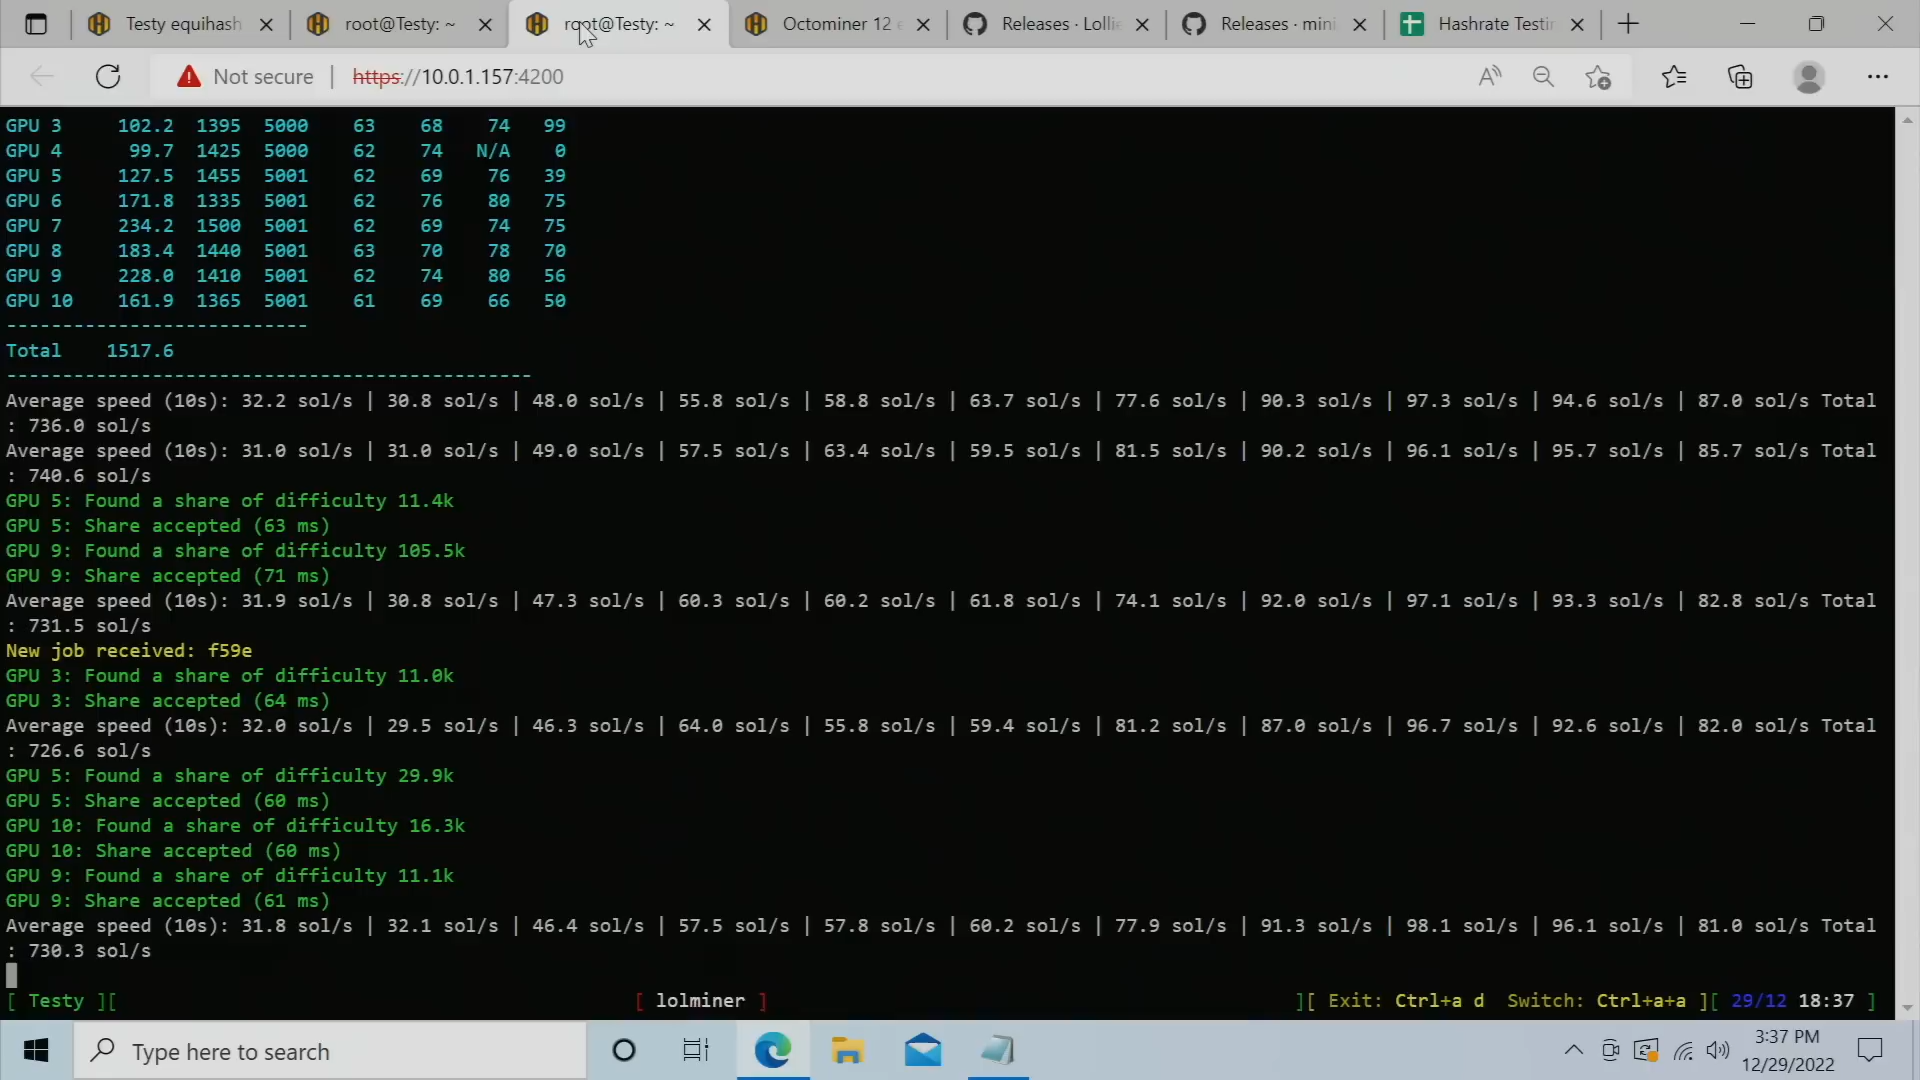 Testy equihash
root@Testy: ~
root@Testy: ~
Octominer 12
Releases · Lollie
Releases · mini
Hashrate Testin
Not secure | https://10.0.1.157:4200
GPU 3 102.2 1395 5000 63 68 74 99
GPU 4 99.7 1425 5000 62 74 N/A 0
GPU 5 127.5 1455 5001 62 69 76 39
GPU 6 171.8 1335 5001 62 76 80 75
GPU 7 234.2 1500 5001 62 69 74 75
GPU 8 183.4 1440 5001 63 70 78 70
GPU 9 228.0 1410 5001 62 74 80 56
GPU 10 161.9 1365 5001 61 69 66 50
---------------------------
Total 1517.6
-----------------------------------------------
Average speed (10s): 32.2 sol/s | 30.8 sol/s | 48.0 sol/s | 55.8 sol/s | 58.8 sol/s | 63.7 sol/s | 77.6 sol/s | 90.3 sol/s | 97.3 sol/s | 94.6 sol/s | 87.0 sol/s Total
: 736.0 sol/s
Average speed (10s): 31.0 sol/s | 31.0 sol/s | 49.0 sol/s | 57.5 sol/s | 63.4 sol/s | 59.5 sol/s | 81.5 sol/s | 90.2 sol/s | 96.1 sol/s | 95.7 sol/s | 85.7 sol/s Total
: 740.6 sol/s
GPU 5: Found a share of difficulty 11.4k
GPU 5: Share accepted (63 ms)
GPU 9: Found a share of difficulty 105.5k
GPU 9: Share accepted (71 ms)
Average speed (10s): 31.9 sol/s | 30.8 sol/s | 47.3 sol/s | 60.3 sol/s | 60.2 sol/s | 61.8 sol/s | 74.1 sol/s | 92.0 sol/s | 97.1 sol/s | 93.3 sol/s | 82.8 sol/s Total
: 731.5 sol/s
New job received: f59e
GPU 3: Found a share of difficulty 11.0k
GPU 3: Share accepted (64 ms)
Average speed (10s): 32.0 sol/s | 29.5 sol/s | 46.3 sol/s | 64.0 sol/s | 55.8 sol/s | 59.4 sol/s | 81.2 sol/s | 87.0 sol/s | 96.7 sol/s | 92.6 sol/s | 82.0 sol/s Total
: 726.6 sol/s
GPU 5: Found a share of difficulty 29.9k
GPU 5: Share accepted (60 ms)
GPU 10: Found a share of difficulty 16.3k
GPU 10: Share accepted (60 ms)
GPU 9: Found a share of difficulty 11.1k
GPU 9: Share accepted (61 ms)
Average speed (10s): 31.8 sol/s | 32.1 sol/s | 46.4 sol/s | 57.5 sol/s | 57.8 sol/s | 60.2 sol/s | 77.9 sol/s | 91.3 sol/s | 98.1 sol/s | 96.1 sol/s | 81.0 sol/s Total
: 730.3 sol/s
[ Testy ][ [ lolminer ] ][ Exit: Ctrl+a d Switch: Ctrl+a+a ][ 29/12 18:37 ]
Type here to search
3:37 PM
12/29/2022